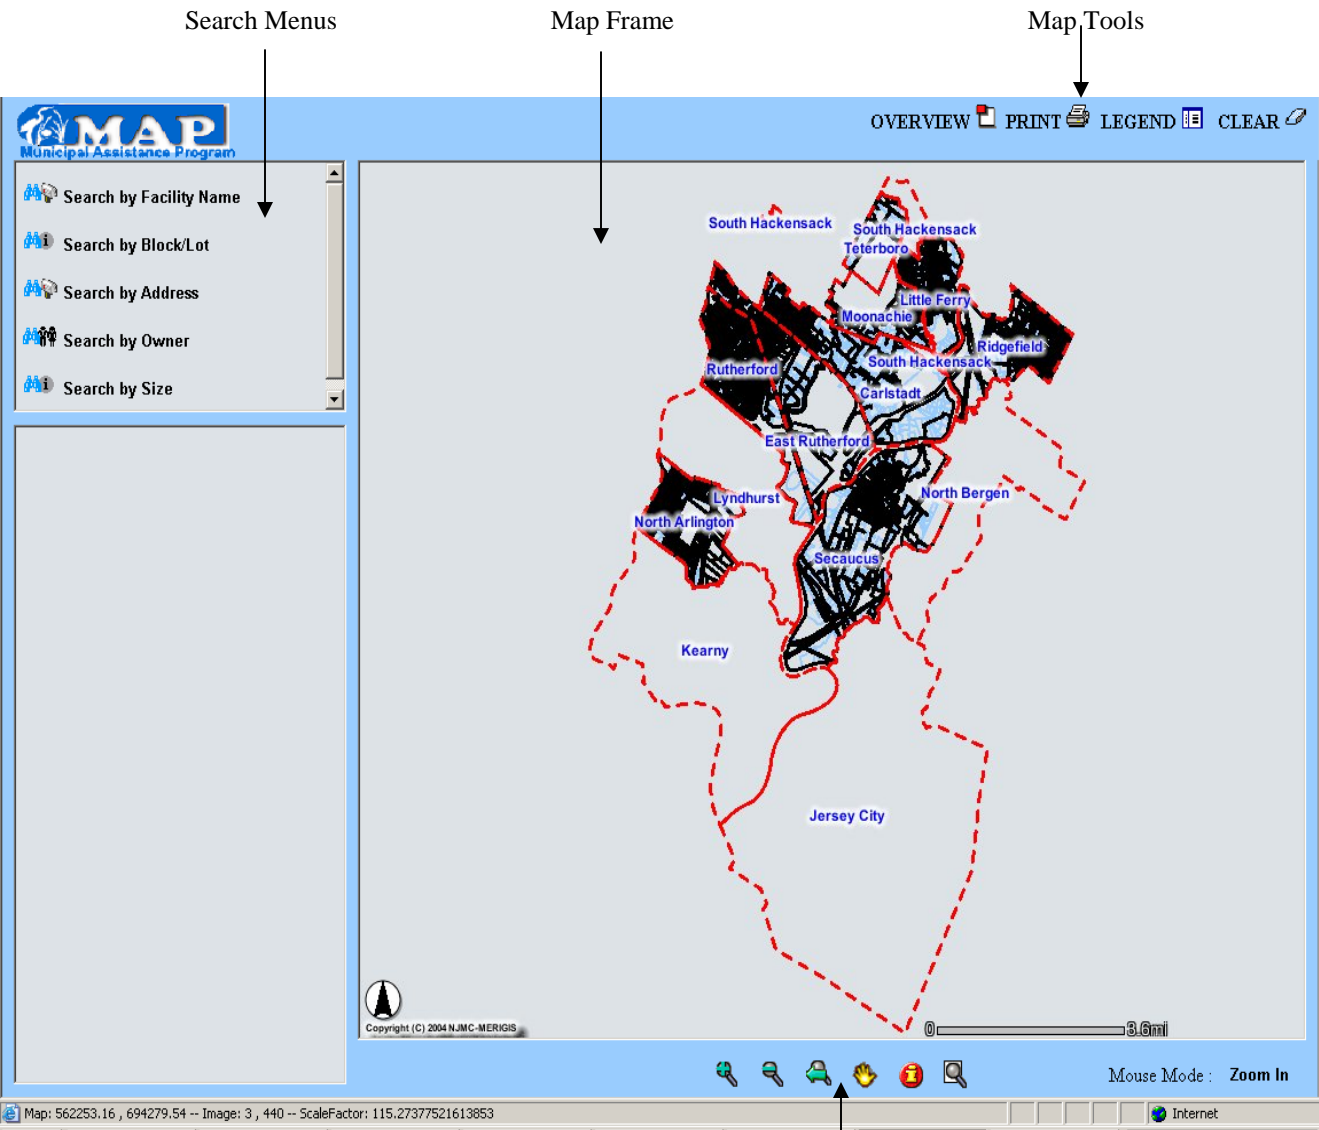 Search Menus
Map Frame
Map Tools
MAP
Municipal Assistance Program
OVERVIEW
PRINT
LEGEND
CLEAR
Search by Facility Name
Search by Block/Lot
Search by Address
Search by Owner
Search by Size
South Hackensack
South Hackensack
Teterboro
Little Ferry
Moonachie
Ridgefield
South Hackensack
Rutherford
Carlstadt
East Rutherford
North Bergen
Lyndhurst
North Arlington
Secaucus
Kearny
Jersey City
Copyright (C) 2004 NJMC-MERIGIS
0 3.6mi
Mouse Mode : Zoom In
Map: 562253.16 , 694279.54 -- Image: 3 , 440 -- ScaleFactor: 115.27377521613853
Internet